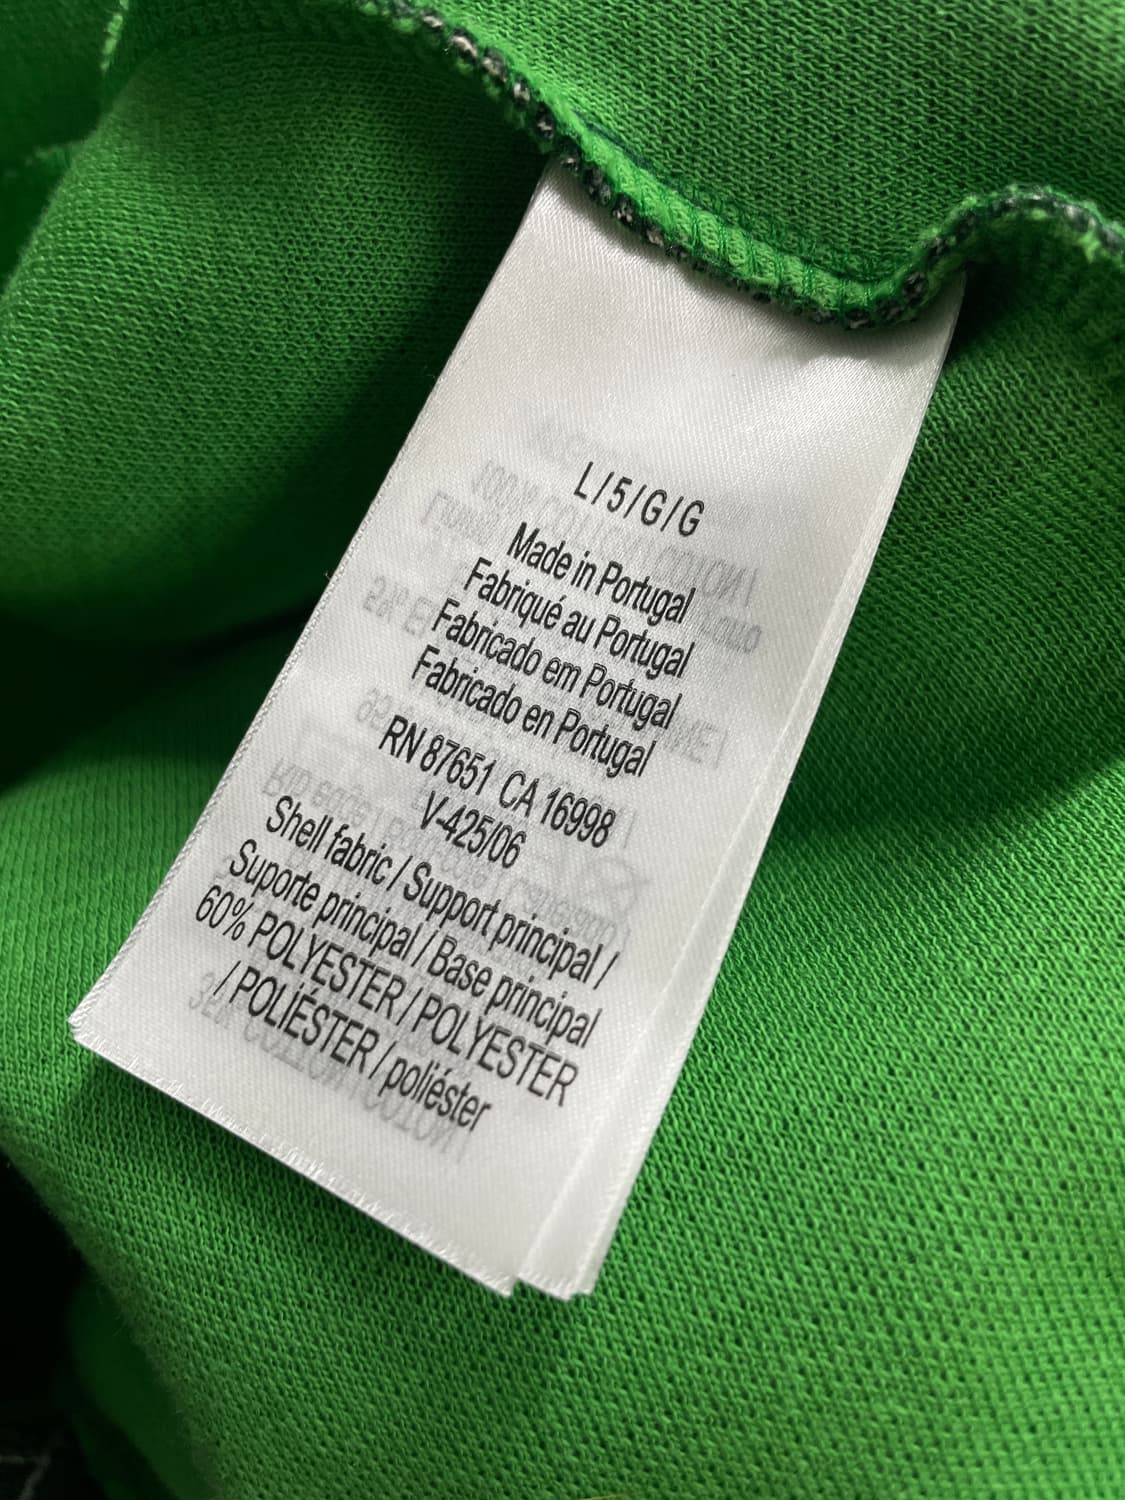 L/5/G/G
Made in Portugal
Fabriqué au Portugal
Fabricado em Portugal
Fabricado en Portugal
RN 87651 CA 16998
V-425/06
Shell fabric / Support principal /
Suporte principal / Base principal
60% POLYESTER / POLYESTER
/ POLIÉSTER / poliéster